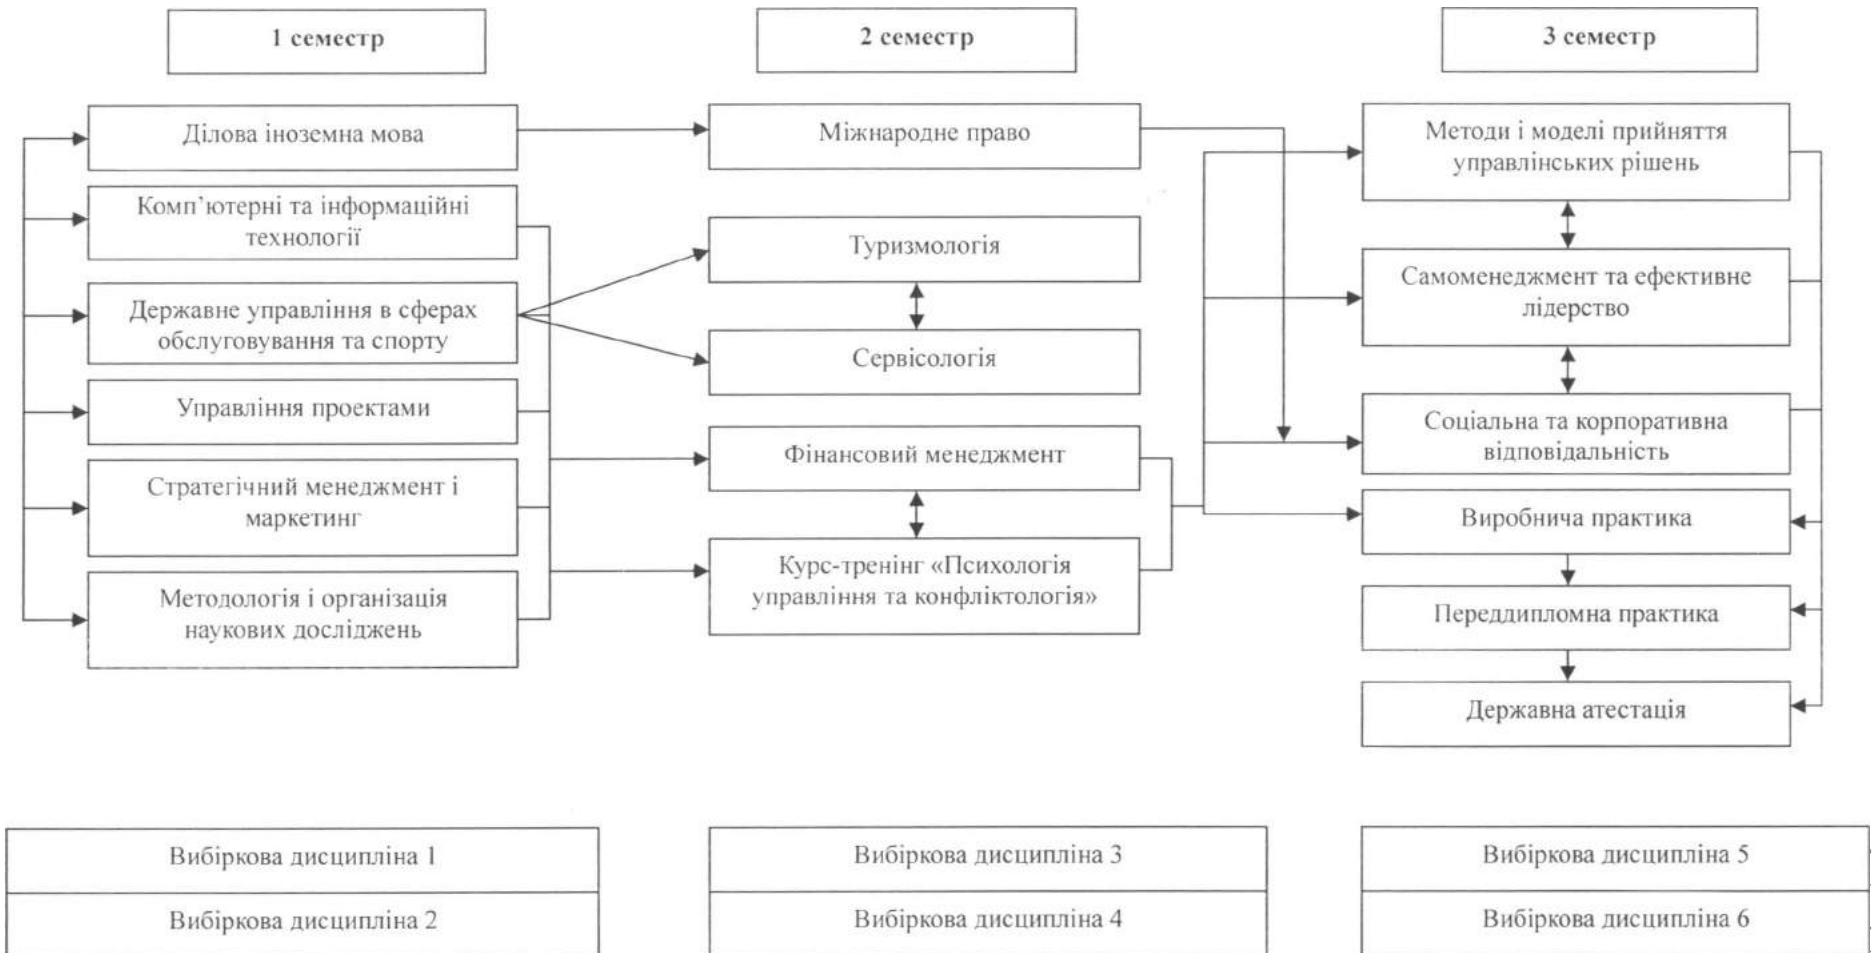 1 семестр
2 семестр
3 семестр
Ділова іноземна мова
Комп’ютерні та інформаційні
технології
Державне управління в сферах
обслуговування та спорту
Управління проектами
Стратегічний менеджмент і
маркетинг
Методологія і організація
наукових досліджень
Міжнародне право
Туризмологія
Сервісологія
Фінансовий менеджмент
Курс-тренінг «Психологія
управління та конфліктологія»
Методи і моделі прийняття
управлінських рішень
Самоменеджмент та ефективне
лідерство
Соціальна та корпоративна
відповідальність
Виробнича практика
Переддипломна практика
Державна атестація
Вибіркова дисципліна 1
Вибіркова дисципліна 2
Вибіркова дисципліна 3
Вибіркова дисципліна 4
Вибіркова дисципліна 5
Вибіркова дисципліна 6